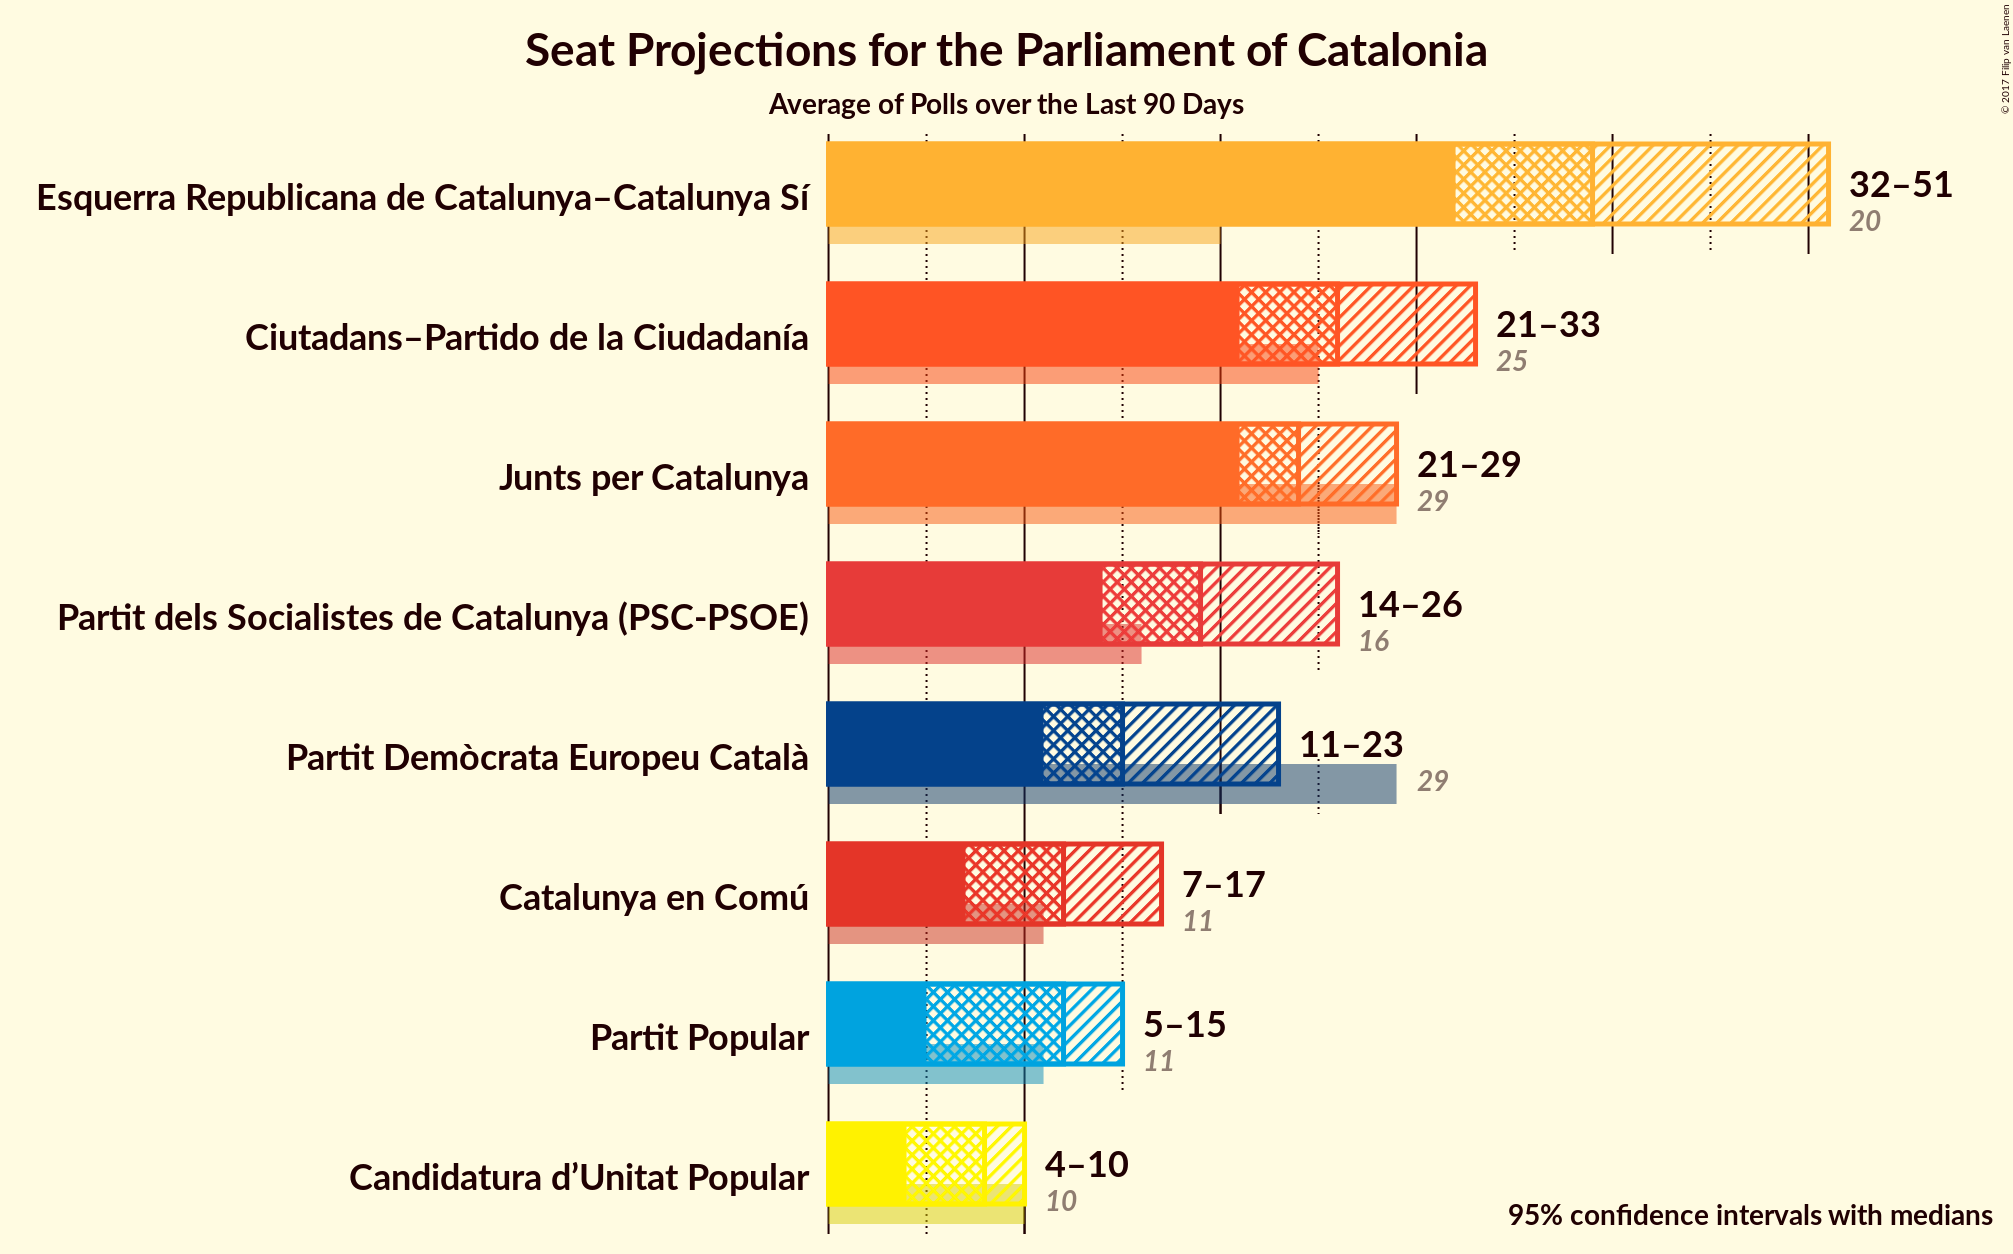 Seat Projections for the Parliament of Catalonia
Average of Polls over the Last 90 Days
© 2017 Filip van Laenen
Esquerra Republicana de Catalunya–Catalunya Sí
32–51
20
Ciutadans–Partido de la Ciudadanía
21–33
25
Junts per Catalunya
21–29
29
Partit dels Socialistes de Catalunya (PSC-PSOE)
14–26
16
Partit Demòcrata Europeu Català
11–23
29
Catalunya en Comú
7–17
11
Partit Popular
5–15
11
Candidatura d’Unitat Popular
4–10
10
95% confidence intervals with medians